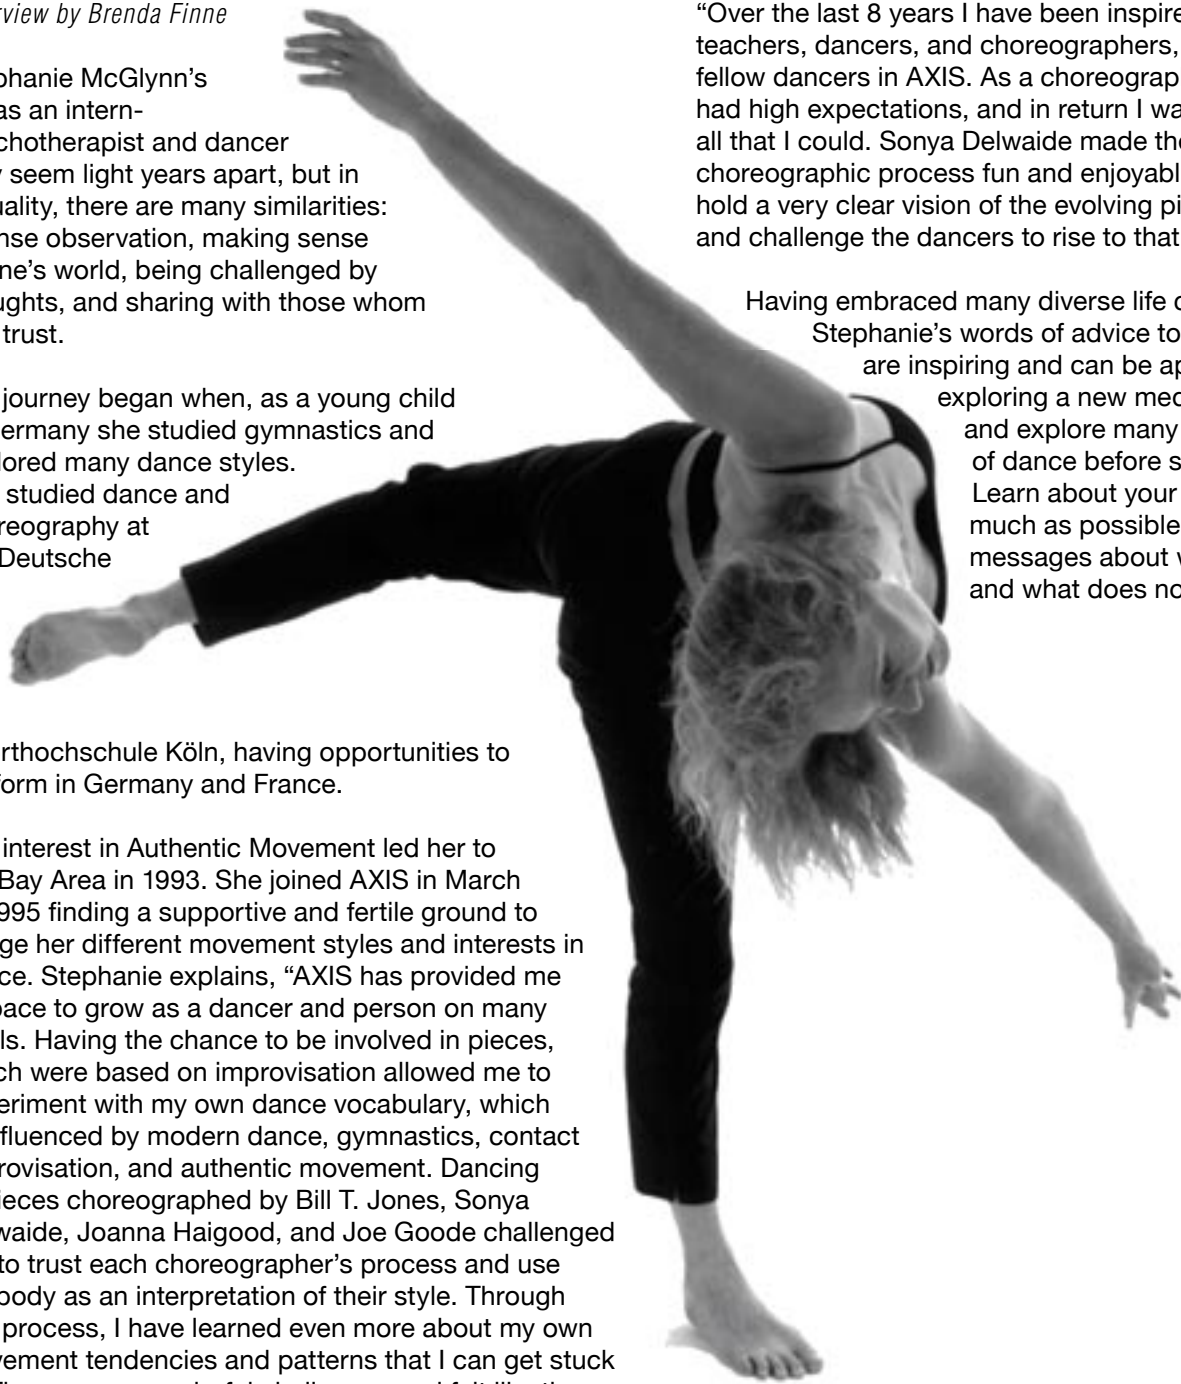 rview by Brenda Finne
phanie McGlynn’s
as an intern-
chotherapist and dancer
y seem light years apart, but in
uality, there are many similarities:
nse observation, making sense
ne’s world, being challenged by
ughts, and sharing with those whom
trust.
journey began when, as a young child
ermany she studied gymnastics and
lored many dance styles.
studied dance and
reography at
Deutsche
rthochschule Köln, having opportunities to
form in Germany and France.
interest in Authentic Movement led her to
Bay Area in 1993. She joined AXIS in March
995 finding a supportive and fertile ground to
ge her different movement styles and interests in
ce. Stephanie explains, “AXIS has provided me
pace to grow as a dancer and person on many
ls. Having the chance to be involved in pieces,
ch were based on improvisation allowed me to
eriment with my own dance vocabulary, which
nfluenced by modern dance, gymnastics, contact
rovisation, and authentic movement. Dancing
ieces choreographed by Bill T. Jones, Sonya
waide, Joanna Haigood, and Joe Goode challenged
to trust each choreographer’s process and use
body as an interpretation of their style. Through
process, I have learned even more about my own
vement tendencies and patterns that I can get stuck
“Over the last 8 years I have been inspire
teachers, dancers, and choreographers,
fellow dancers in AXIS. As a choreograp
had high expectations, and in return I wa
all that I could. Sonya Delwaide made the
choreographic process fun and enjoyabl
hold a very clear vision of the evolving pi
and challenge the dancers to rise to that
Having embraced many diverse life c
Stephanie’s words of advice to
are inspiring and can be ap
exploring a new med
and explore many
of dance before s
Learn about your
much as possible
messages about w
and what does no